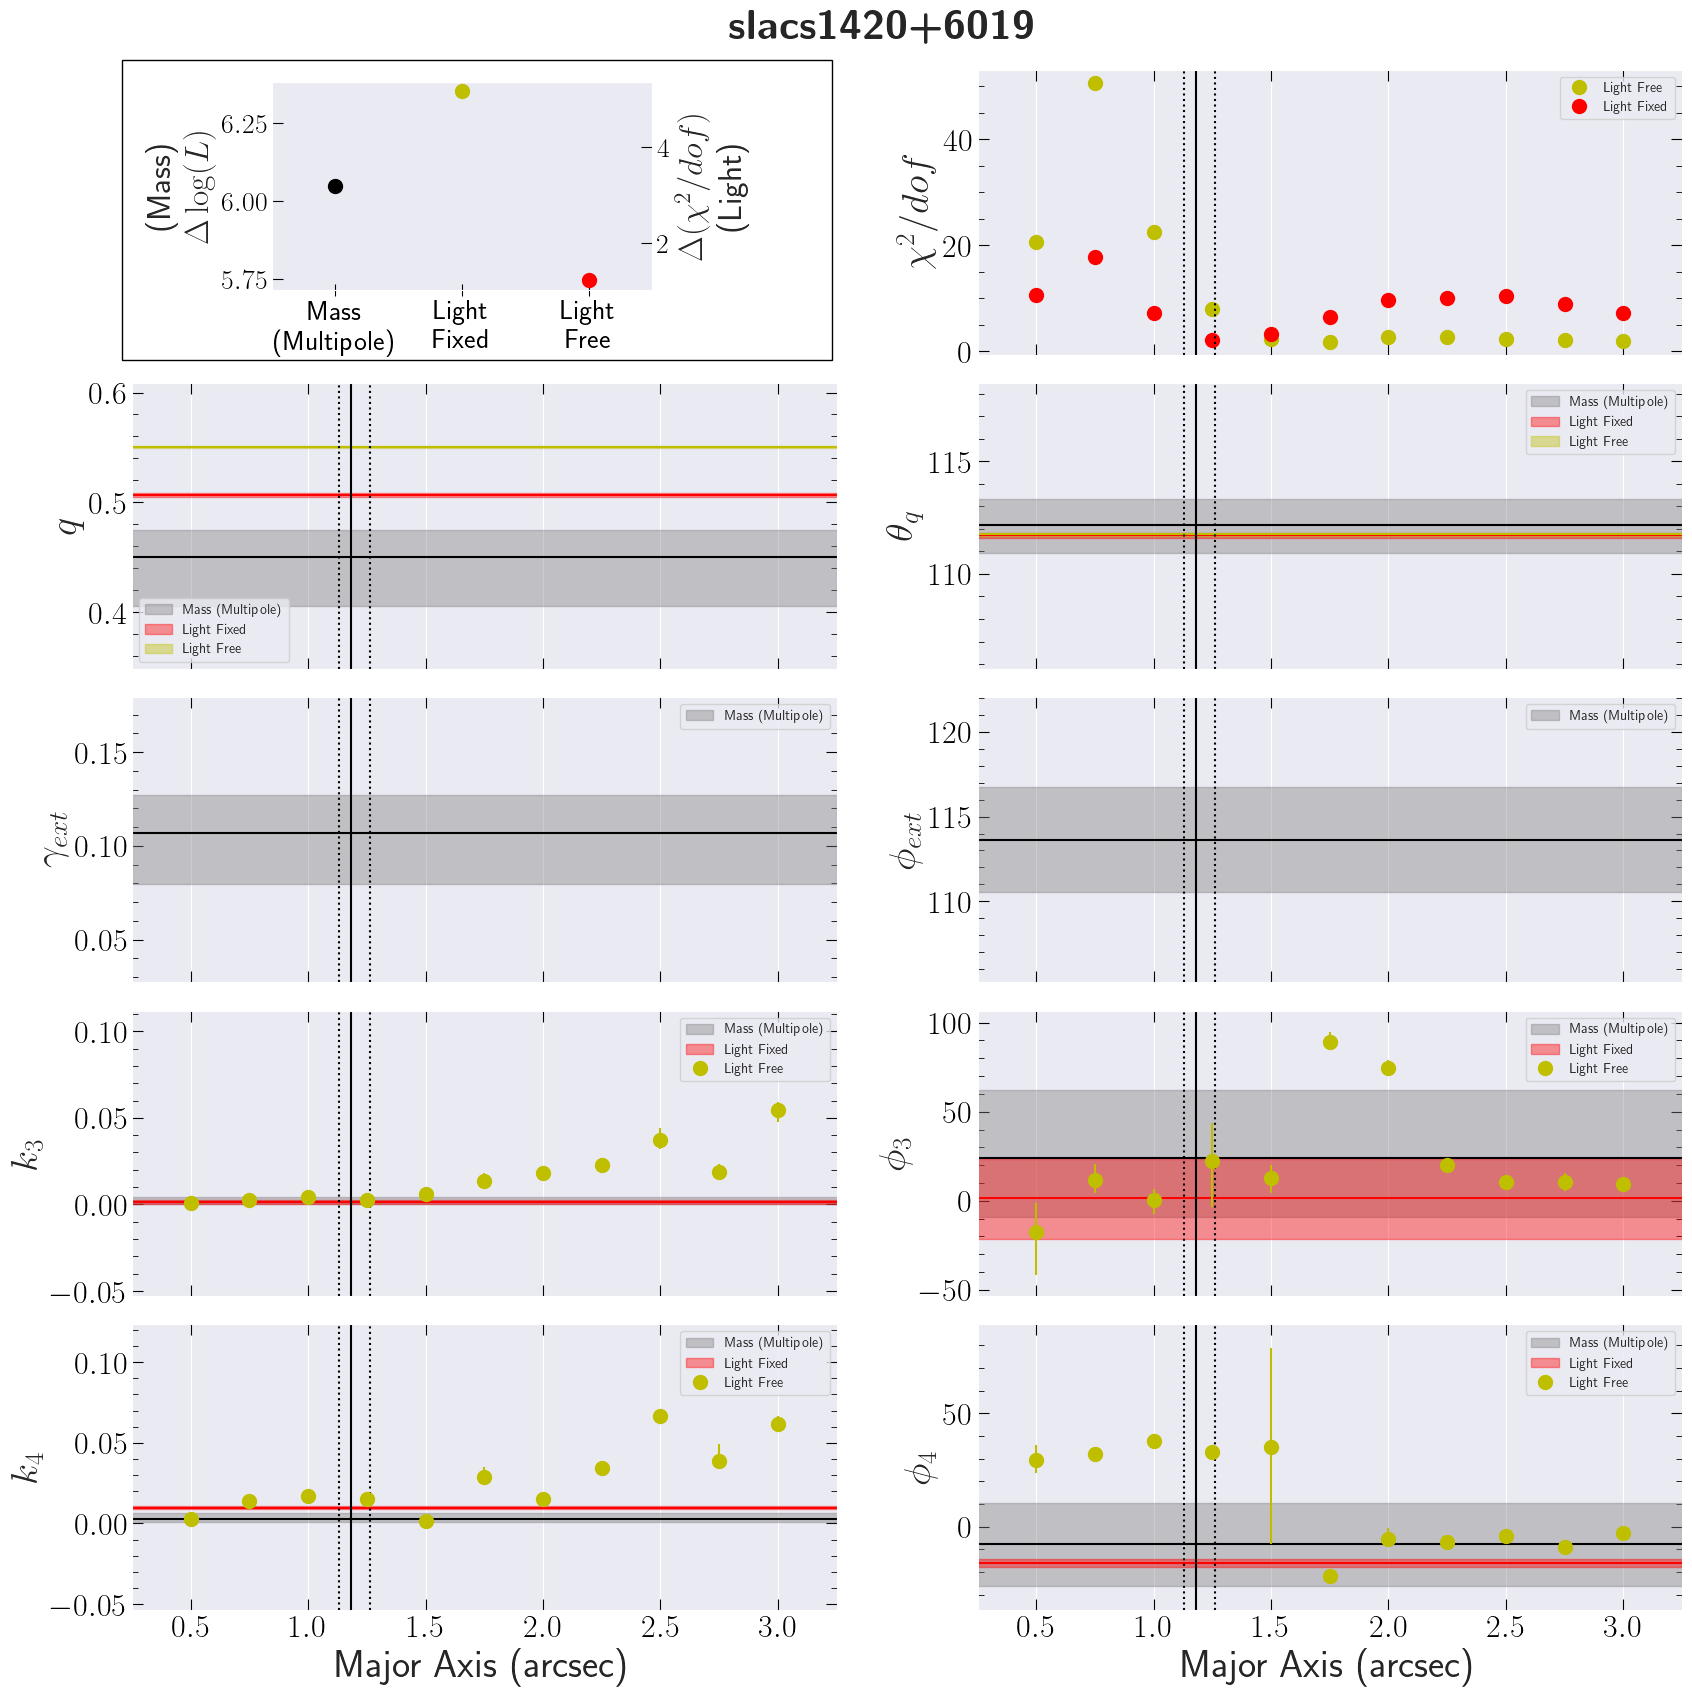 slacs1420+6019
(Mass)
Δ log(L)
6.25
6.00
5.75
4
2
Δ(χ²/dof)
(Light)
Mass
(Multipole)
Light
Fixed
Light
Free
χ²/dof
40
20
0
Light Free
Light Fixed
q
0.6
0.5
0.4
Mass (Multipole)
Light Fixed
Light Free
θ_q
115
110
Mass (Multipole)
Light Fixed
Light Free
γ_ext
0.15
0.10
0.05
Mass (Multipole)
ϕ_ext
120
115
110
Mass (Multipole)
k₃
0.10
0.05
0.00
−0.05
Mass (Multipole)
Light Fixed
Light Free
ϕ₃
100
50
0
−50
Mass (Multipole)
Light Fixed
Light Free
k₄
0.10
0.05
0.00
−0.05
Mass (Multipole)
Light Fixed
Light Free
0.5 1.0 1.5 2.0 2.5 3.0
Major Axis (arcsec)
ϕ₄
50
0
Mass (Multipole)
Light Fixed
Light Free
0.5 1.0 1.5 2.0 2.5 3.0
Major Axis (arcsec)